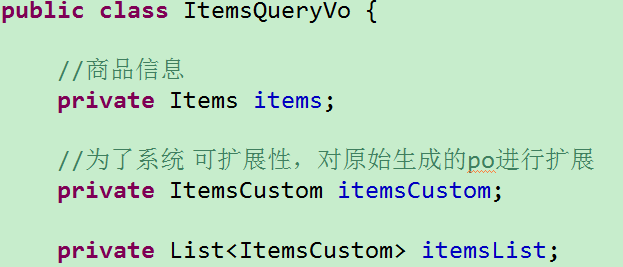 public class ItemsQueryVo {
//商品信息
private Items items;
//为了系统 可扩展性，对原始生成的po进行扩展
private ItemsCustom itemsCustom;
private List<ItemsCustom> itemsList;